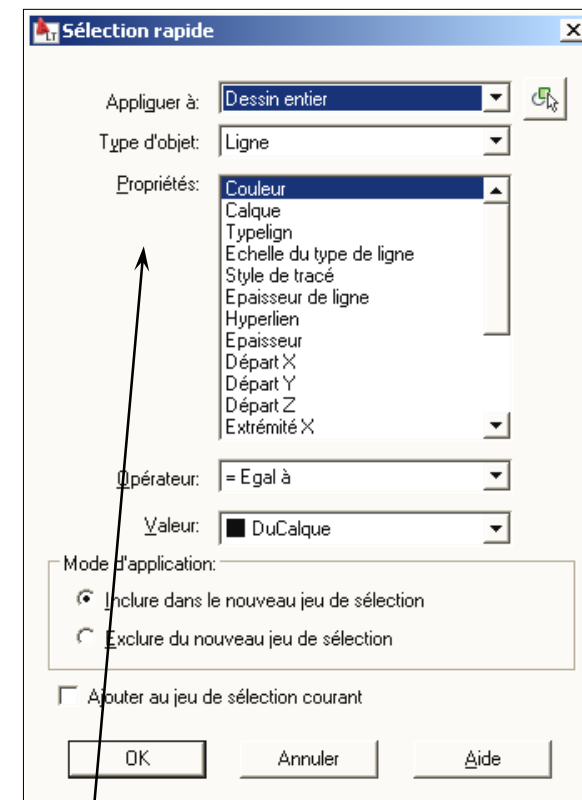 LT Sélection rapide
Appliquer à: Dessin entier
Type d'objet: Ligne
Propriétés:
Couleur
Calque
Typelign
Echelle du type de ligne
Style de tracé
Epaisseur de ligne
Hyperlien
Epaisseur
Départ X
Départ Y
Départ Z
Extrémité X
Opérateur: = Egal à
Valeur: DuCalque
Mode d'application:
Inclure dans le nouveau jeu de sélection
Exclure du nouveau jeu de sélection
Ajouter au jeu de sélection courant
OK Annuler Aide